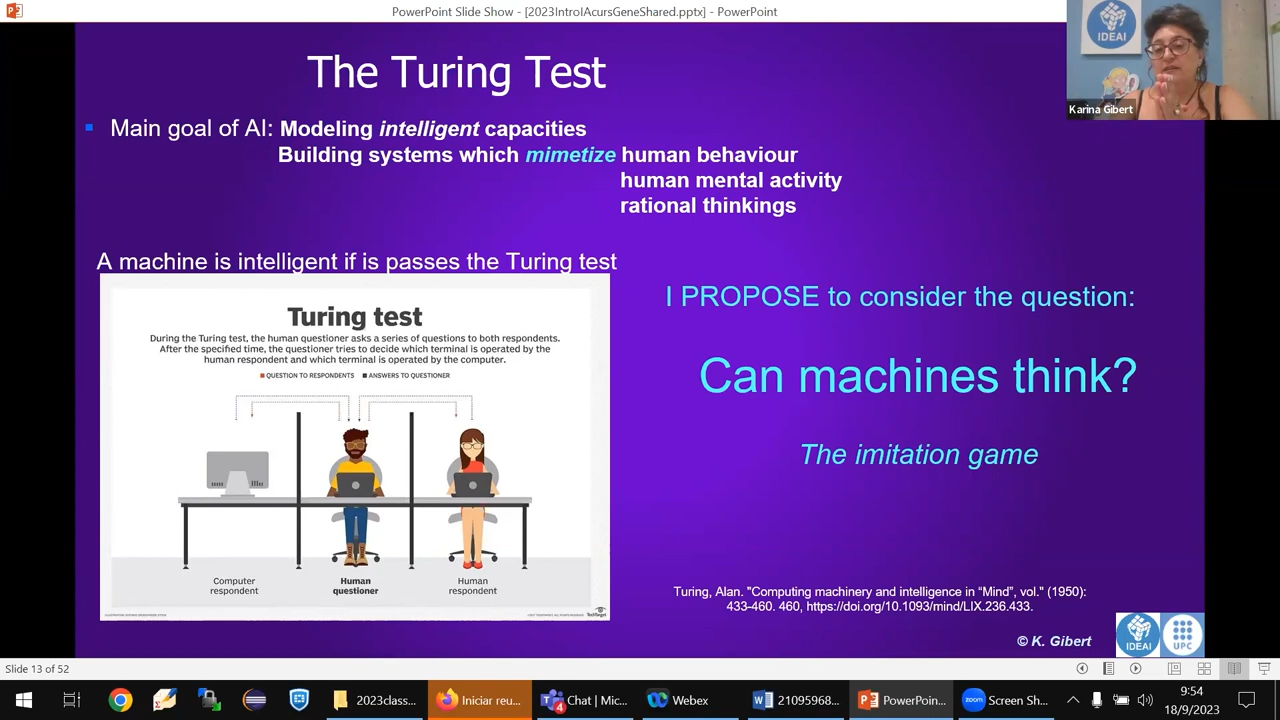 PowerPoint Slide Show - [2023IntroIAcursGeneShared.pptx] - PowerPoint
IDEAI
Karina Gibert
The Turing Test
Main goal of AI: Modeling intelligent capacities
Building systems which mimetize human behaviour
human mental activity
rational thinkings
A machine is intelligent if is passes the Turing test
Turing test
During the Turing test, the human questioner asks a series of questions to both respondents.
After the specified time, the questioner tries to decide which terminal is operated by the
human respondent and which terminal is operated by the computer.
QUESTION TO RESPONDENTS ANSWERS TO QUESTIONER
Computer
respondent
Human
questioner
Human
respondent
TechTarget
I PROPOSE to consider the question:
Can machines think?
The imitation game
Turing, Alan. "Computing machinery and intelligence in “Mind”, vol." (1950):
433-460. 460, https://doi.org/10.1093/mind/LIX.236.433.
© K. Gibert
IDEAI
UPC
Slide 13 of 52
2023class...
Iniciar reu...
4
Chat | Mic...
Webex
21095968...
PowerPoin...
zoom
Screen Sh...
9:54
18/9/2023